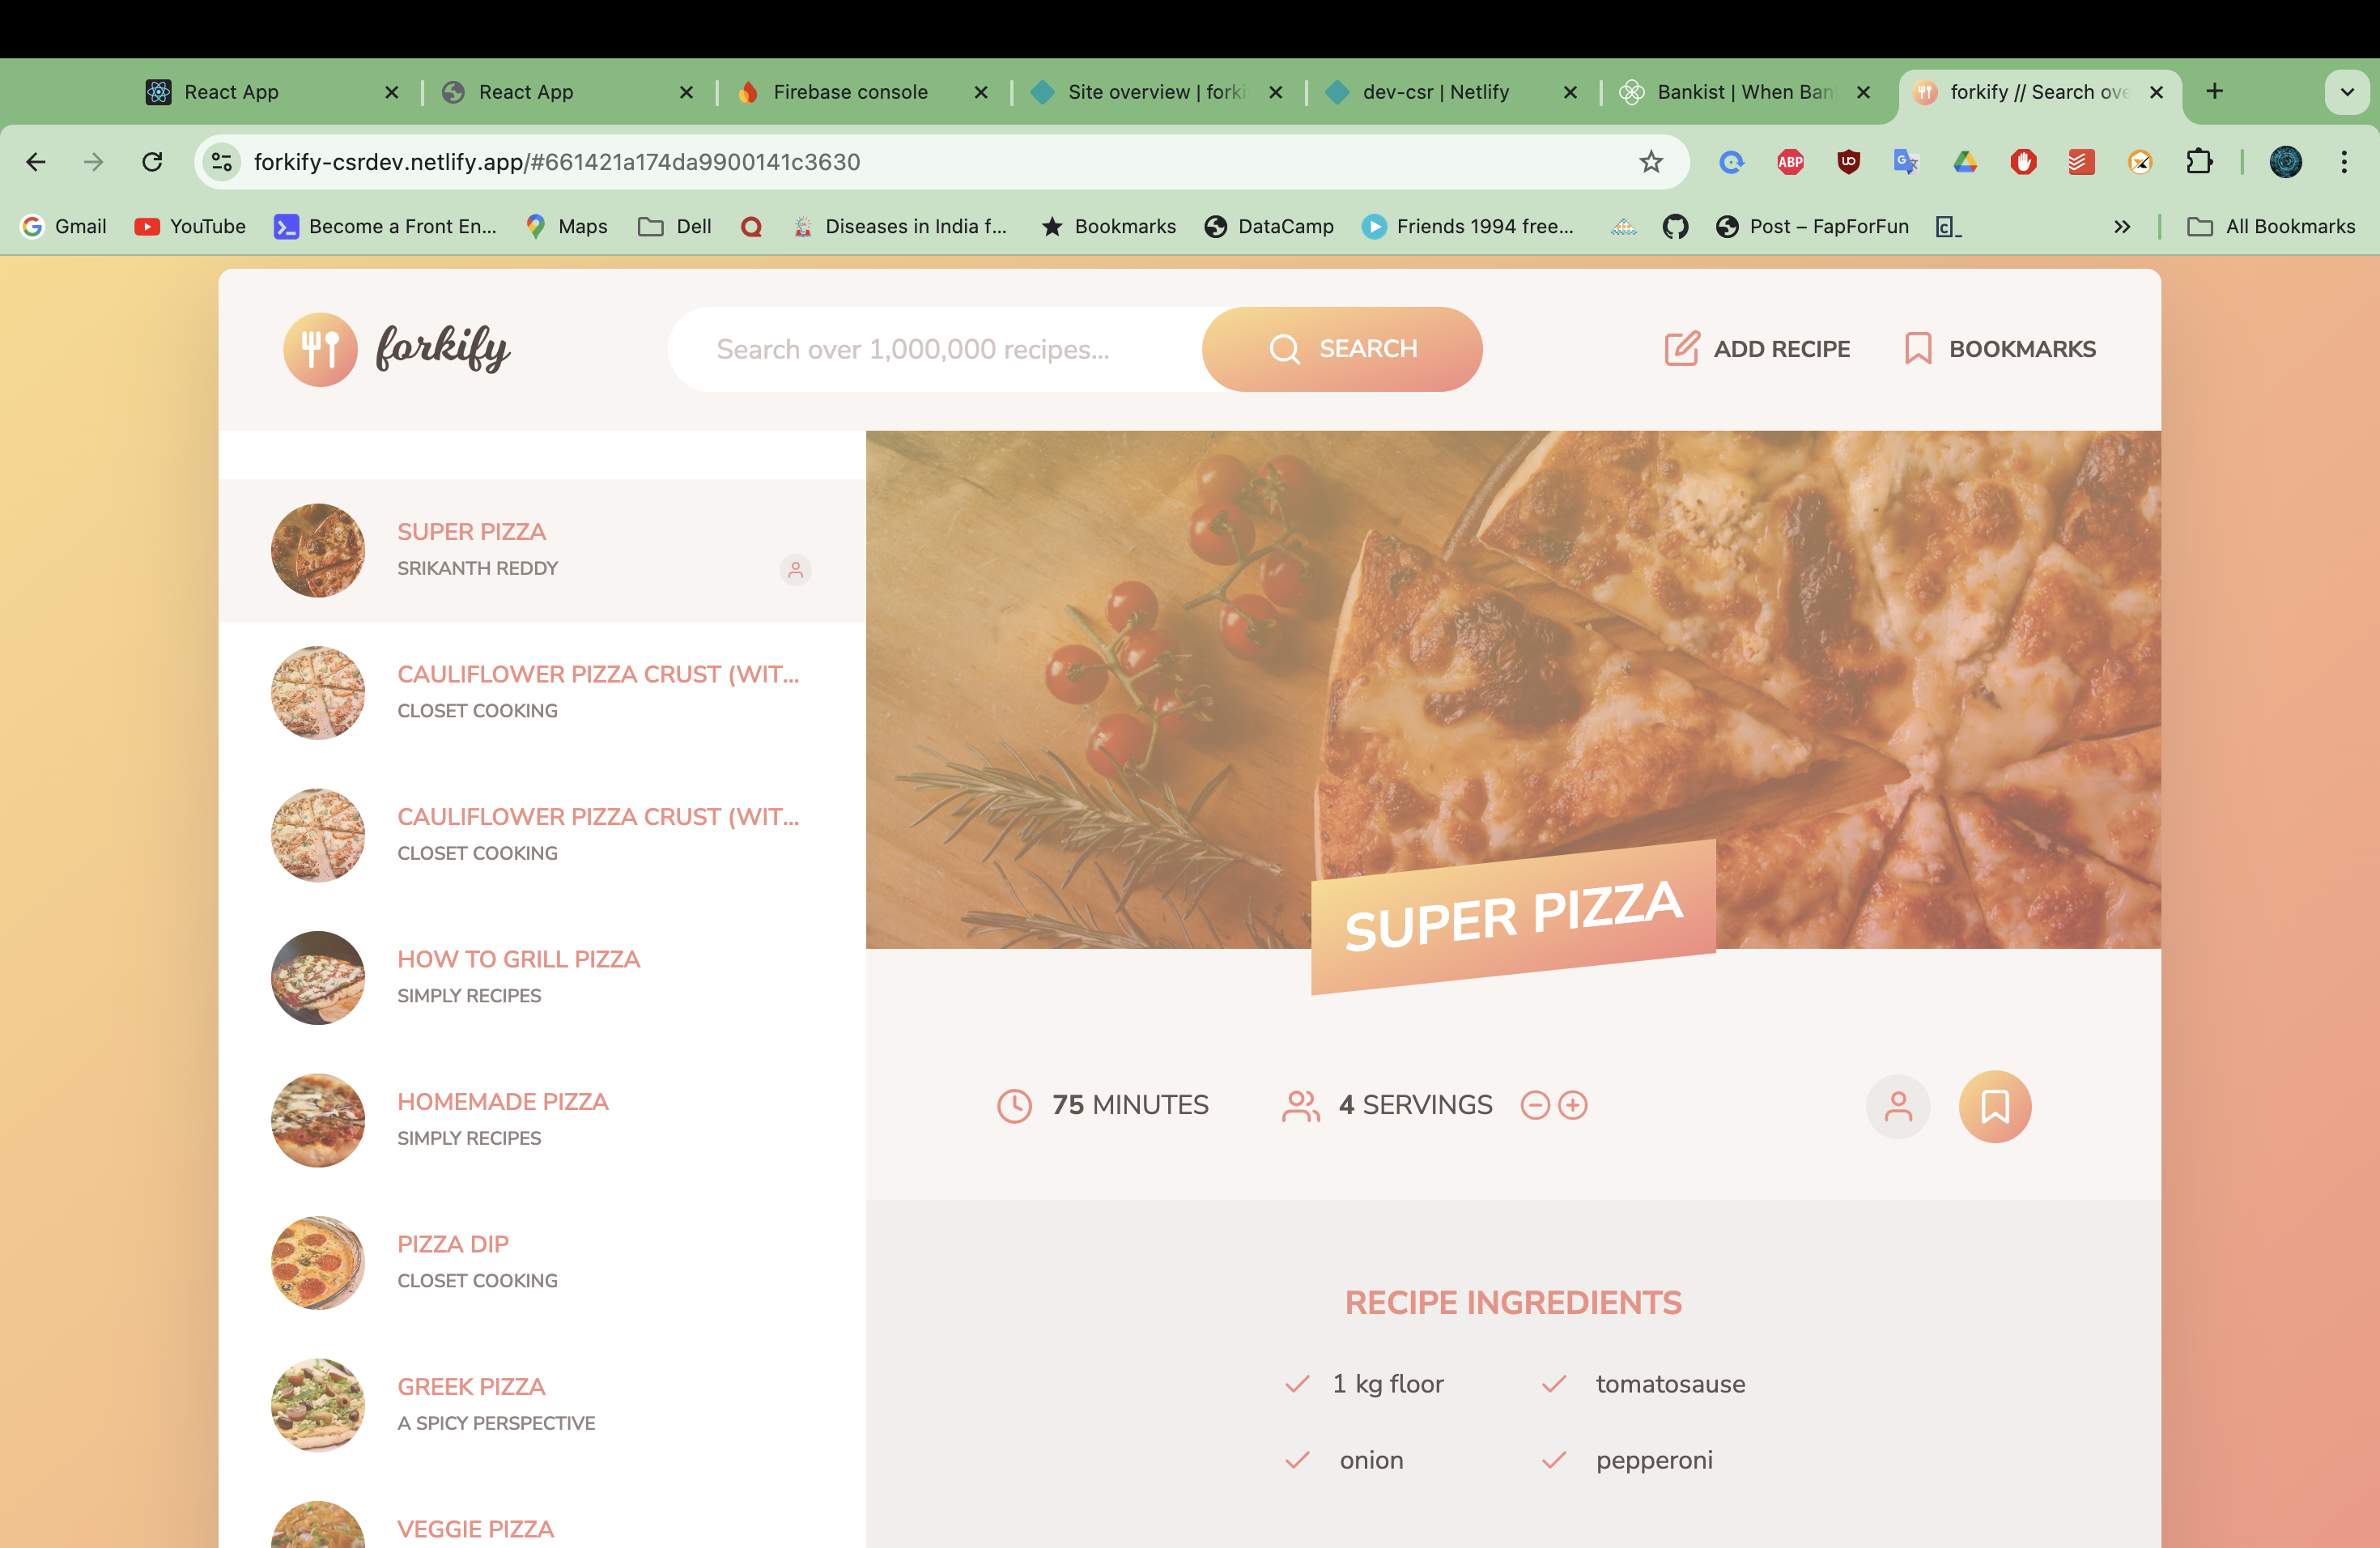 React App
React App
Firebase console
Site overview | forki
dev-csr | Netlify
Bankist | When Ban
forkify // Search ove
forkify-csrdev.netlify.app/#661421a174da9900141c3630
ABP
Gmail
YouTube
Become a Front En...
Maps
Dell
Diseases in India f...
Bookmarks
DataCamp
Friends 1994 free...
Post – FapForFun
All Bookmarks
forkify
Search over 1,000,000 recipes...
SEARCH
ADD RECIPE
BOOKMARKS
SUPER PIZZA
SRIKANTH REDDY
CAULIFLOWER PIZZA CRUST (WIT...
CLOSET COOKING
CAULIFLOWER PIZZA CRUST (WIT...
CLOSET COOKING
HOW TO GRILL PIZZA
SIMPLY RECIPES
HOMEMADE PIZZA
SIMPLY RECIPES
PIZZA DIP
CLOSET COOKING
GREEK PIZZA
A SPICY PERSPECTIVE
VEGGIE PIZZA
SUPER PIZZA
75 MINUTES
4 SERVINGS
RECIPE INGREDIENTS
1 kg floor
tomatosause
onion
pepperoni